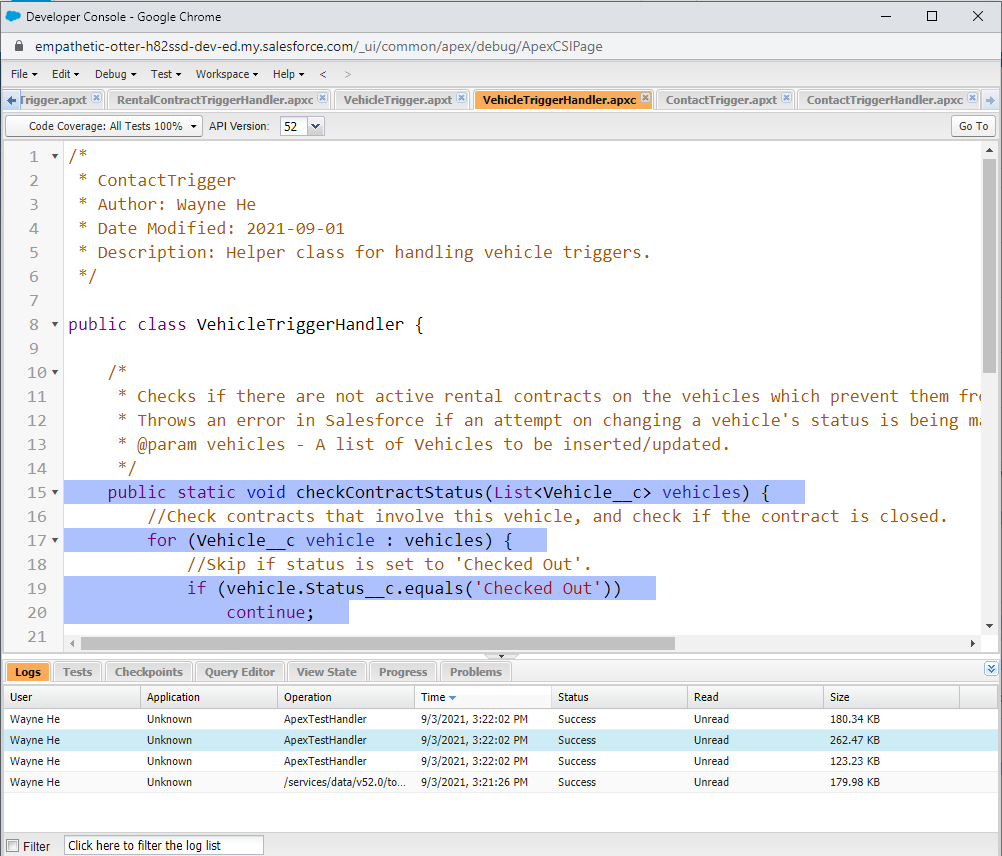 Developer Console - Google Chrome
empathetic-otter-h82ssd-dev-ed.my.salesforce.com/_ui/common/apex/debug/ApexCSIPage
File Edit Debug Test Workspace Help < >
Trigger.apxt RentalContractTriggerHandler.apxc VehicleTrigger.apxt VehicleTriggerHandler.apxc ContactTrigger.apxt ContactTriggerHandler.apxc
Code Coverage: All Tests 100% API Version: 52 Go To
1 /*
2 * ContactTrigger
3 * Author: Wayne He
4 * Date Modified: 2021-09-01
5 * Description: Helper class for handling vehicle triggers.
6 */
7
8 public class VehicleTriggerHandler {
9
10 /*
11 * Checks if there are not active rental contracts on the vehicles which prevent them fr
12 * Throws an error in Salesforce if an attempt on changing a vehicle's status is being m
13 * @param vehicles - A list of Vehicles to be inserted/updated.
14 */
15 public static void checkContractStatus(List<Vehicle__c> vehicles) {
16 //Check contracts that involve this vehicle, and check if the contract is closed.
17 for (Vehicle__c vehicle : vehicles) {
18 //Skip if status is set to 'Checked Out'.
19 if (vehicle.Status__c.equals('Checked Out'))
20 continue;
21
Logs Tests Checkpoints Query Editor View State Progress Problems
User Application Operation Time Status Read Size
Wayne He Unknown ApexTestHandler 9/3/2021, 3:22:02 PM Success Unread 180.34 KB
Wayne He Unknown ApexTestHandler 9/3/2021, 3:22:02 PM Success Unread 262.47 KB
Wayne He Unknown ApexTestHandler 9/3/2021, 3:22:02 PM Success Unread 123.23 KB
Wayne He Unknown /services/data/v52.0/to... 9/3/2021, 3:21:26 PM Success Unread 179.98 KB
Filter Click here to filter the log list